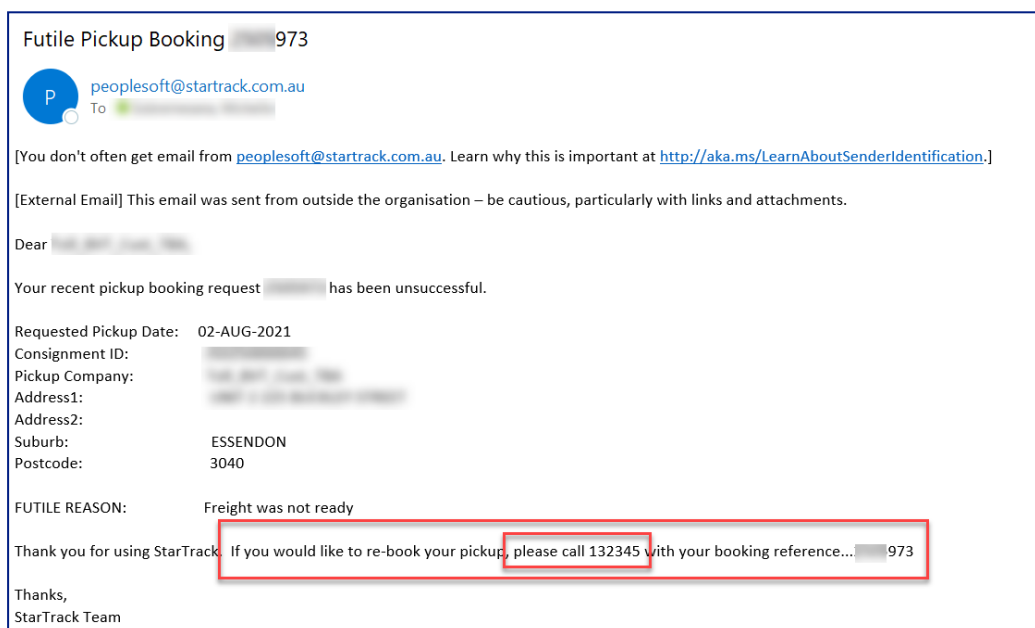 Futile Pickup Booking 973
P
peoplesoft@startrack.com.au
To
[You don't often get email from peoplesoft@startrack.com.au. Learn why this is important at http://aka.ms/LearnAboutSenderIdentification.]
[External Email] This email was sent from outside the organisation – be cautious, particularly with links and attachments.
Dear
Your recent pickup booking request has been unsuccessful.
Requested Pickup Date: 02-AUG-2021
Consignment ID:
Pickup Company:
Address1:
Address2:
Suburb: ESSENDON
Postcode: 3040
FUTILE REASON: Freight was not ready
Thank you for using StarTrack. If you would like to re-book your pickup, please call 132345 with your booking reference... 973
Thanks,
StarTrack Team